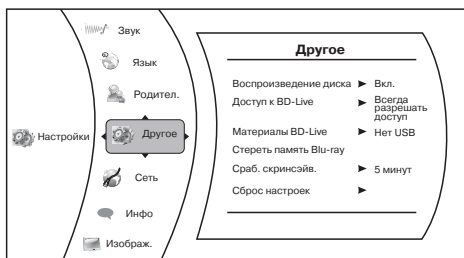 Звук
Язык
Родител.
Настройки
Другое
Сеть
Инфо
Изображ.
Другое
Воспроизведение диска ► Вкл.
Доступ к BD-Live ► Всегда
разрешать
доступ
Материалы BD-Live ► Нет USB
Стереть память Blu-ray
Сраб. скринсэйв. ► 5 минут
Сброс настроек ►